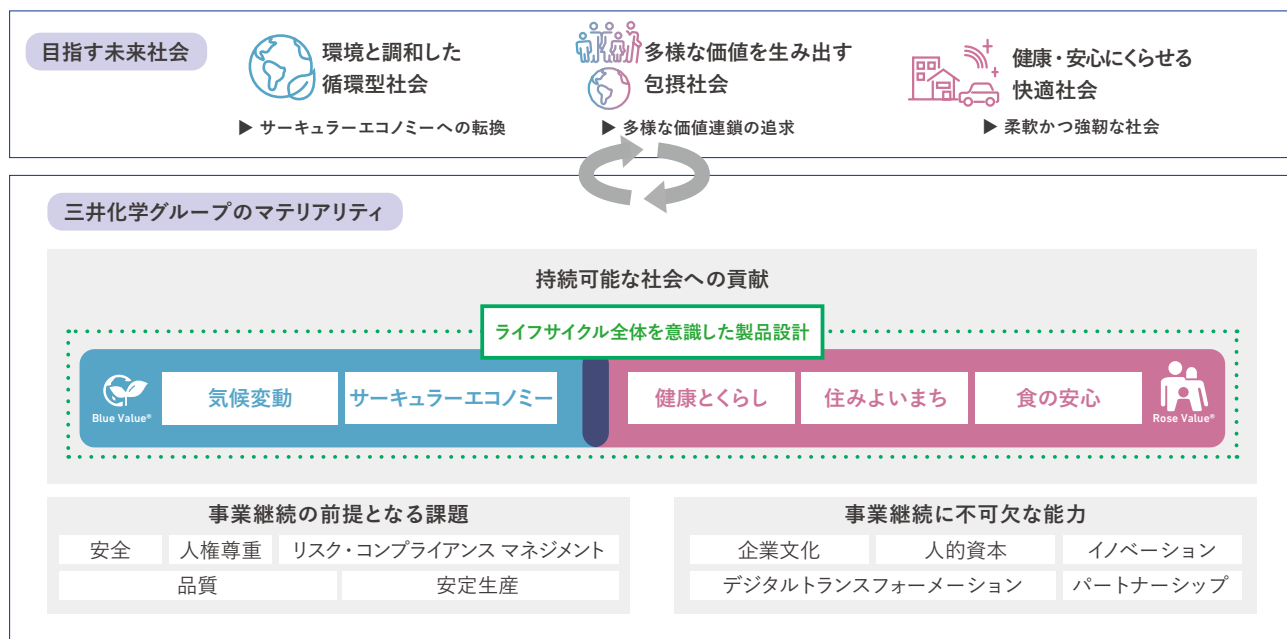 目指す未来社会
環境と調和した
循環型社会
▶ サーキュラーエコノミーへの転換
多様な価値を生み出す
包摂社会
▶ 多様な価値連鎖の追求
健康・安心にくらせる
快適社会
▶ 柔軟かつ強靭な社会
三井化学グループのマテリアリティ
持続可能な社会への貢献
ライフサイクル全体を意識した製品設計
Blue Value®
気候変動
サーキュラーエコノミー
健康とくらし
住みよいまち
食の安心
Rose Value®
事業継続の前提となる課題
安全
人権尊重
リスク・コンプライアンス マネジメント
品質
安定生産
事業継続に不可欠な能力
企業文化
人的資本
イノベーション
デジタルトランスフォーメーション
パートナーシップ